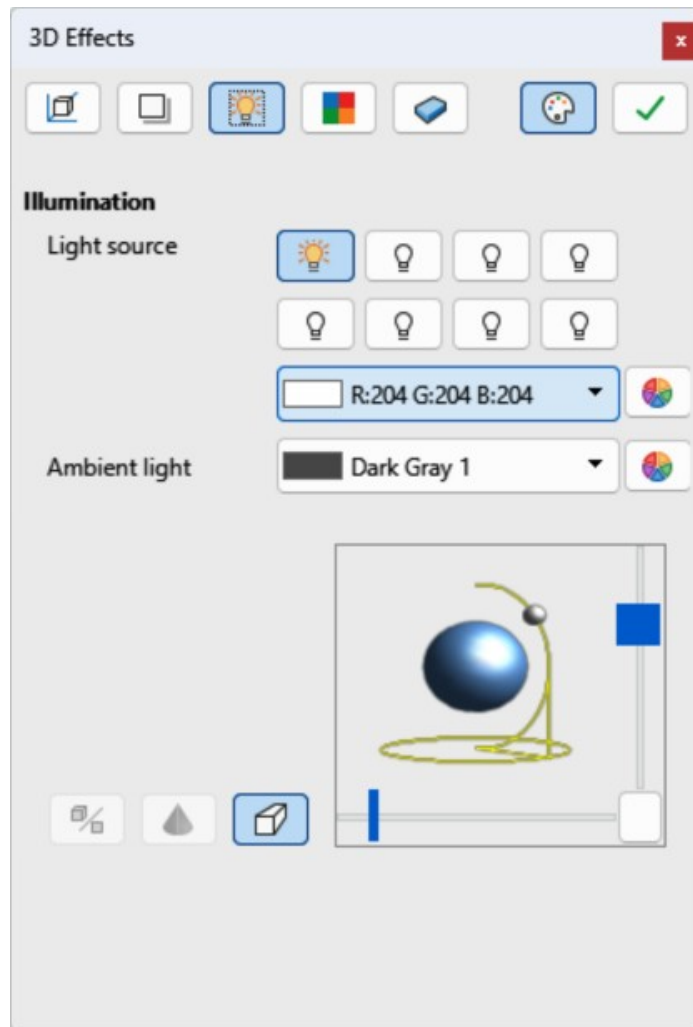 3D Effects
x
Illumination
Light source
R:204 G:204 B:204
Ambient light
Dark Gray 1